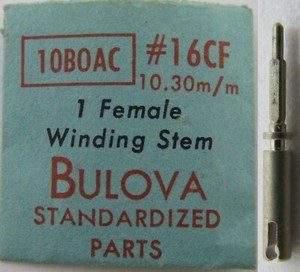 10BOAC #16CF
10.30m/m
1 Female
Winding Stem
BULOVA
STANDARDIZED
PARTS